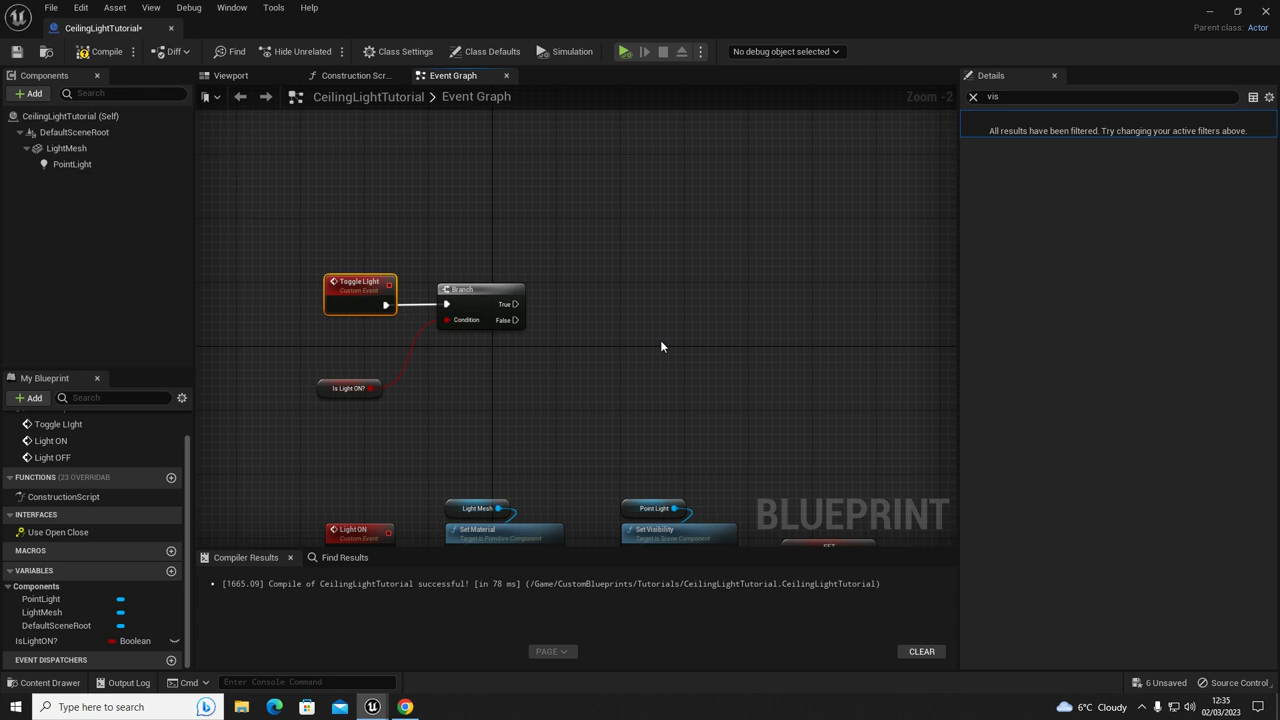 File Edit Asset View Debug Window Tools Help
CeilingLightTutorial*
Parent class: Actor
Compile Diff Find Hide Unrelated Class Settings Class Defaults Simulation No debug object selected
Components Viewport Construction Scr... Event Graph Details
Add Search CeilingLightTutorial > Event Graph Zoom -2 vis
CeilingLightTutorial (Self)
All results have been filtered. Try changing your active filters above.
DefaultSceneRoot
LightMesh
PointLight
Toggle LIght
Custom Event
Branch
True
Condition False
Is Light ON?
My Blueprint
Add Search
Toggle LIght
Light ON
Light OFF
FUNCTIONS (23 OVERRIDAB
ConstructionScript
INTERFACES
Use Open Close
MACROS
VARIABLES
Components
PointLight
LightMesh
DefaultSceneRoot
IsLightON? Boolean
EVENT DISPATCHERS
Light Mesh Point Light
BLUEPRINT
Light ON Set Material Set Visibility
Custom Event Target is Primitive Component Target is Scene Component
SET
Compiler Results Find Results
[1665.09] Compile of CeilingLightTutorial successful! [in 78 ms] (/Game/CustomBlueprints/Tutorials/CeilingLightTutorial.CeilingLightTutorial)
PAGE CLEAR
Content Drawer Output Log Cmd Enter Console Command 6 Unsaved Source Control
Type here to search 6°C Cloudy 12:35
02/03/2023